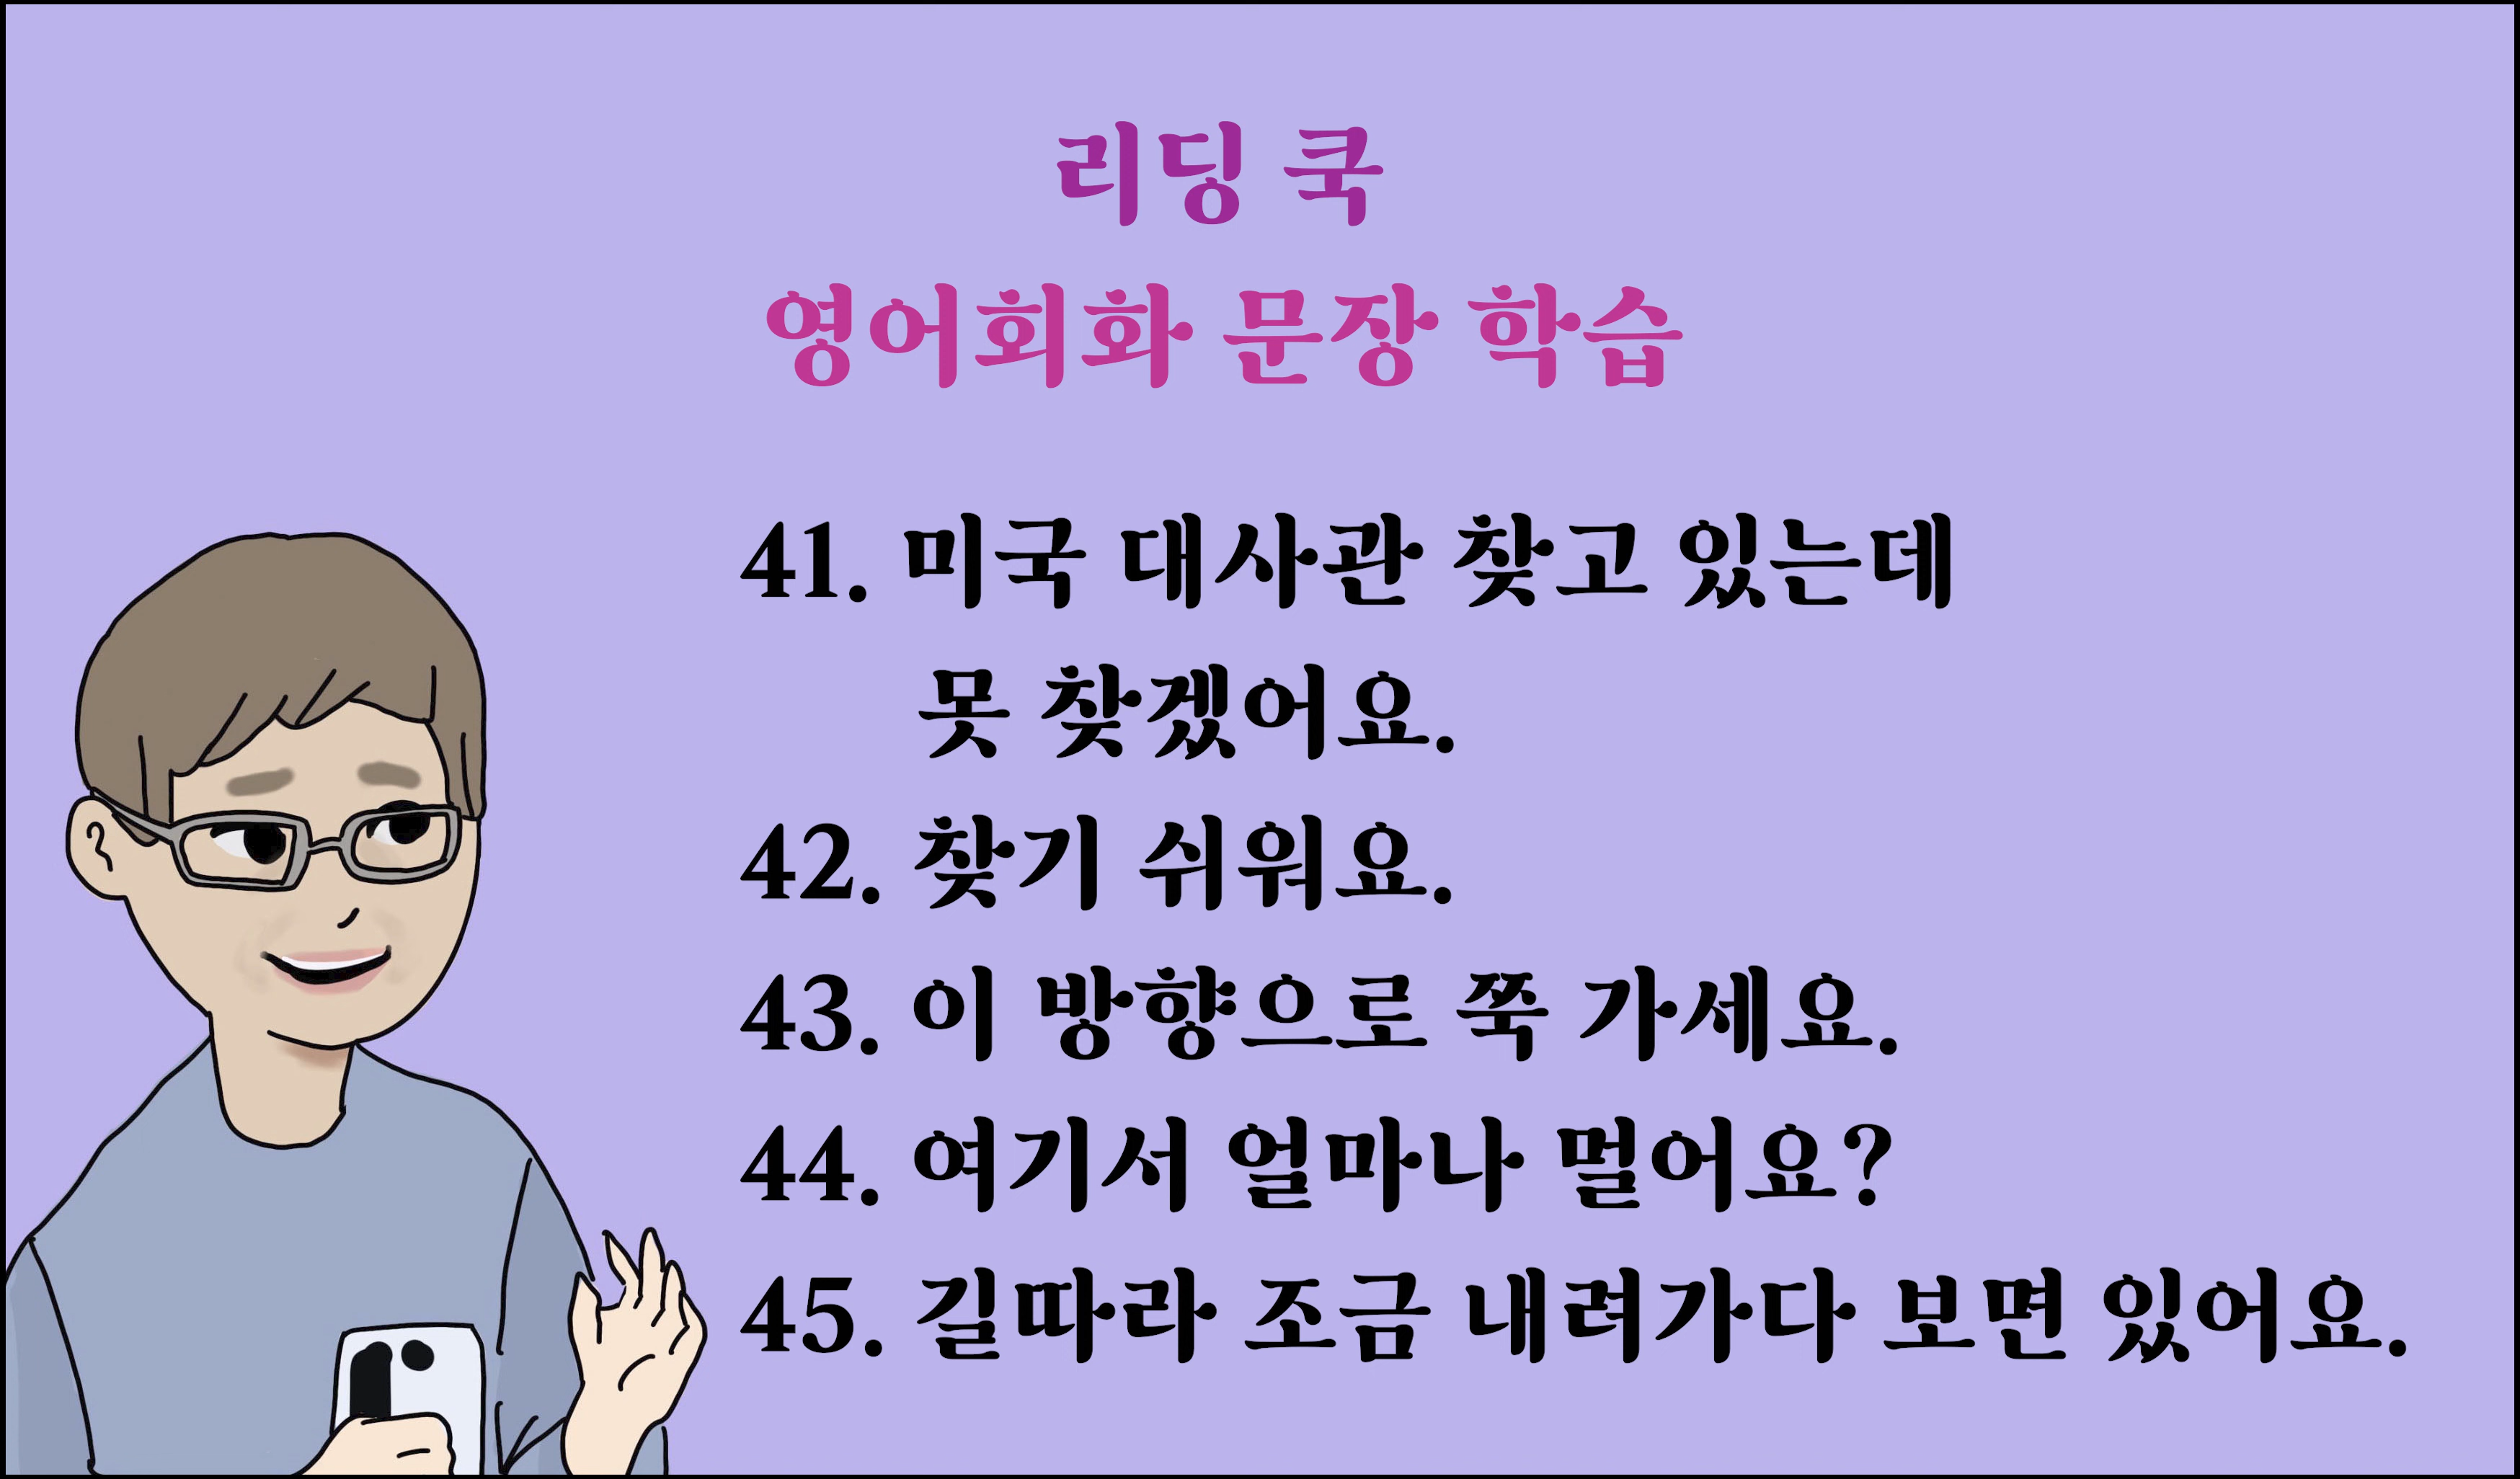 리딩 쿡
영어회화 문장 학습
41. 미국 대사관 찾고 있는데
못 찾겠어요.
42. 찾기 쉬워요.
43. 이 방향으로 쭉 가세요.
44. 여기서 얼마나 멀어요?
45. 길따라 조금 내려가다 보면 있어요.